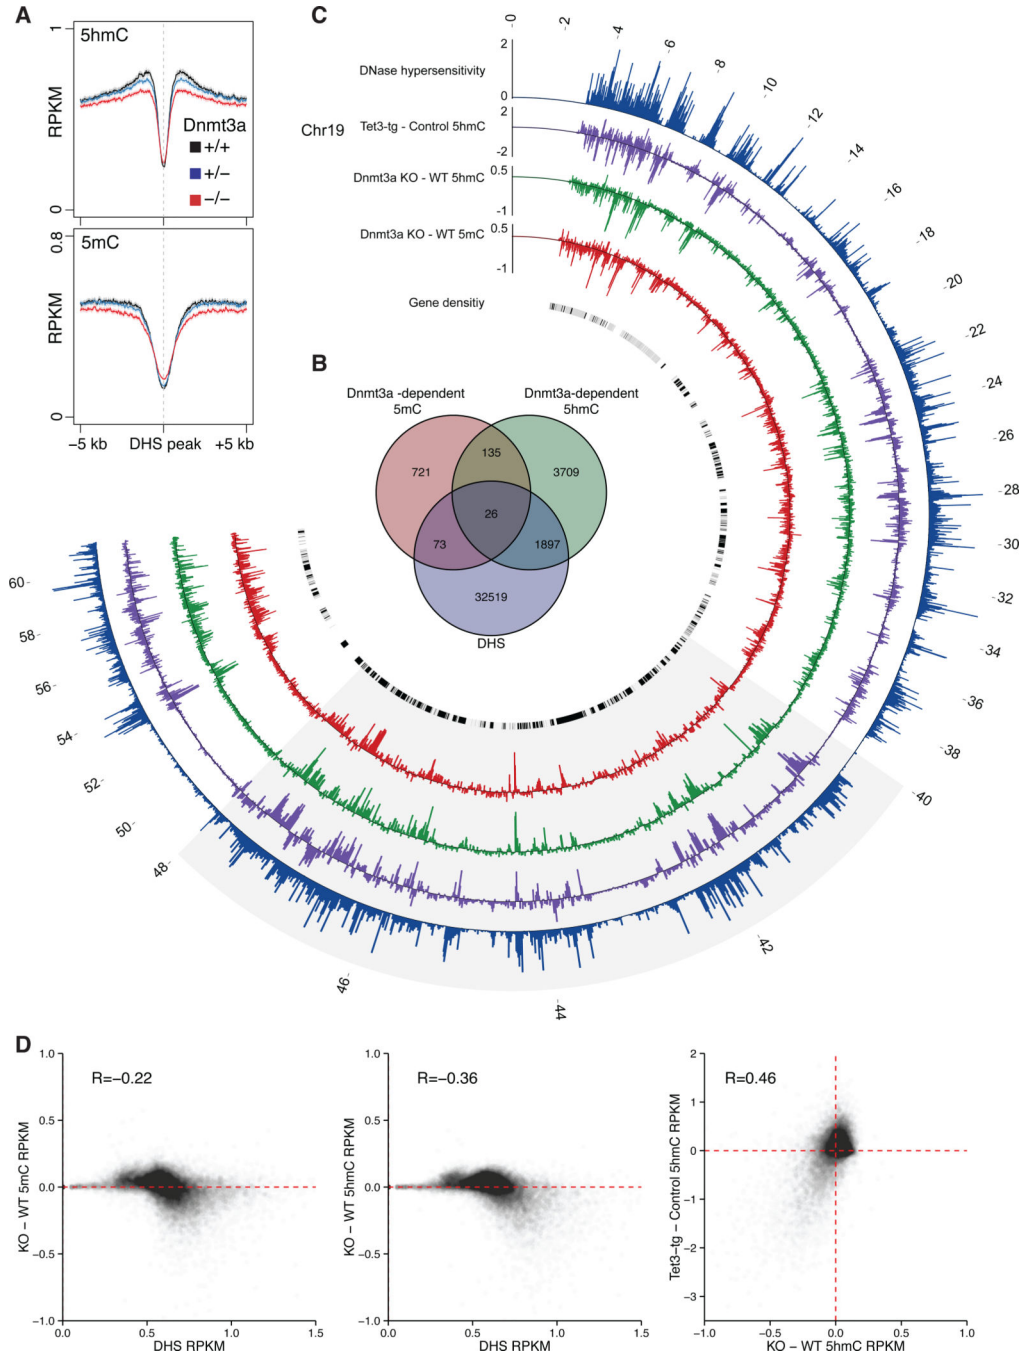 A
5hmC
1
RPKM
0
Dnmt3a
+/+
+/−
−/−
5mC
0.8
RPKM
0
−5 kb
DHS peak
+5 kb
C
Chr19
DNase hypersensitivity
2
0
Tet3-tg - Control 5hmC
2
-2
Dnmt3a KO - WT 5hmC
0.5
-1
Dnmt3a KO - WT 5mC
0.5
-1
Gene densitiy
-0
-2
-4
-6
-8
-10
-12
-14
-16
-18
-20
-22
-24
-26
-28
-30
-32
-34
-36
-38
-40
-42
-44
46-
48-
50-
52-
54-
56-
58-
60-
B
Dnmt3a -dependent
5mC
Dnmt3a-dependent
5hmC
721
135
3709
26
73
1897
32519
DHS
D
R=−0.22
KO − WT 5mC RPKM
1.0
0.5
0.0
−0.5
−1.0
0.0
0.5
1.0
1.5
DHS RPKM
R=−0.36
KO − WT 5hmC RPKM
1.0
0.5
0.0
−0.5
−1.0
0.0
0.5
1.0
1.5
DHS RPKM
R=0.46
Tet3−tg − Control 5hmC RPKM
2
1
0
−1
−2
−3
−1.0
−0.5
0.0
0.5
1.0
KO − WT 5hmC RPKM